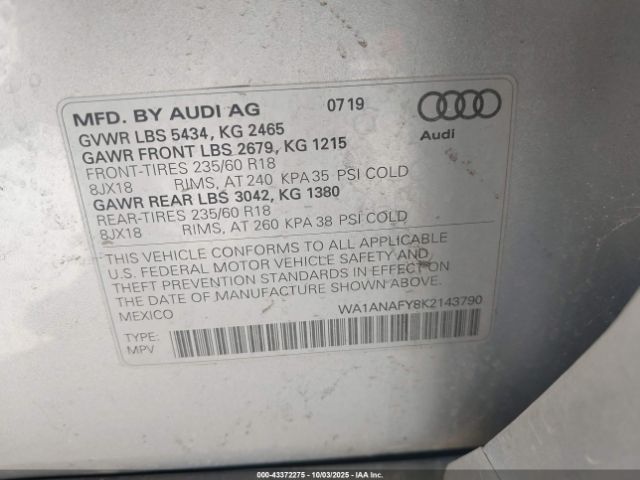 MFD. BY AUDI AG 0719
Audi
GVWR LBS 5434, KG 2465
GAWR FRONT LBS 2679, KG 1215
FRONT-TIRES 235/60 R18
8JX18 RIMS, AT 240 KPA 35 PSI COLD
GAWR REAR LBS 3042, KG 1380
REAR-TIRES 235/60 R18
8JX18 RIMS, AT 260 KPA 38 PSI COLD
THIS VEHICLE CONFORMS TO ALL APPLICABLE
U.S. FEDERAL MOTOR VEHICLE SAFETY AND
THEFT PREVENTION STANDARDS IN EFFECT ON
DATE OF MANUFACTURE SHOWN ABOVE.
MEXICO WA1ANAFY8K2143790
TYPE:
MPV
00-43372275 - 10/03/2025 - IAA Inc.